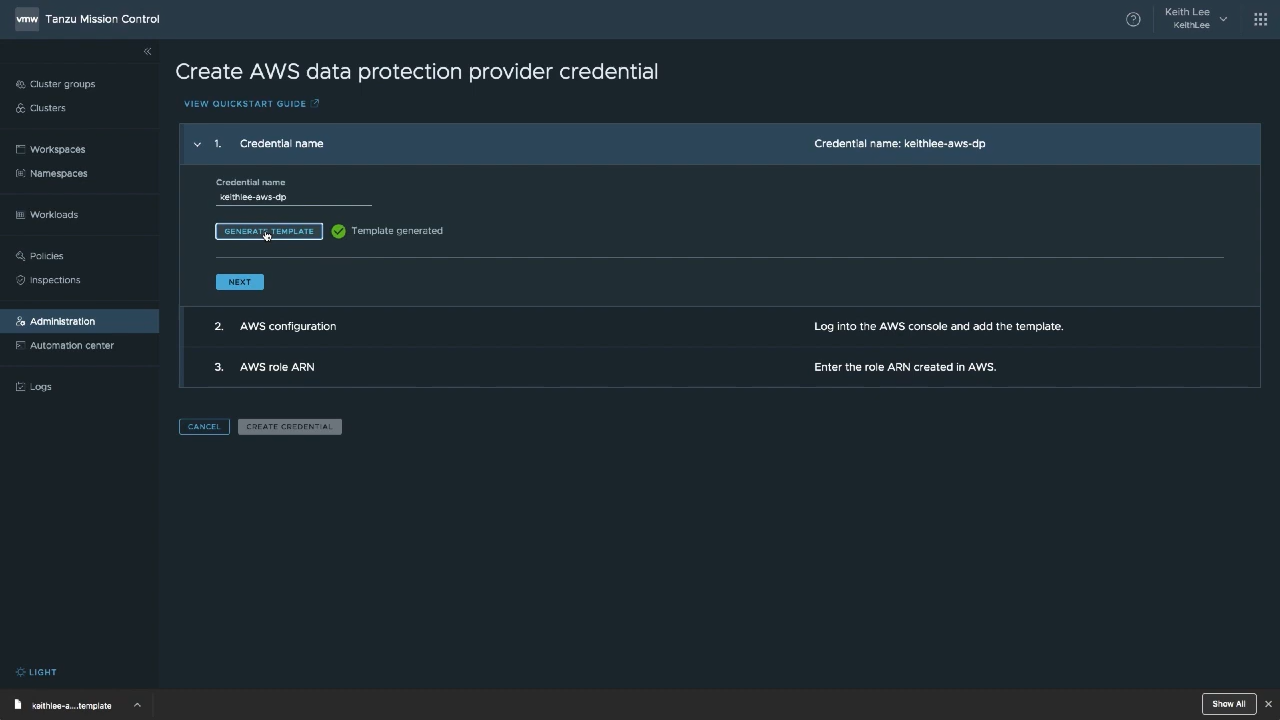 vmw Tanzu Mission Control
Keith Lee
KeithLee
Cluster groups
Clusters
Workspaces
Namespaces
Workloads
Policies
Inspections
Administration
Automation center
Logs
LIGHT
Create AWS data protection provider credential
VIEW QUICKSTART GUIDE
1. Credential name Credential name: keithlee-aws-dp
Credential name
keithlee-aws-dp
GENERATE TEMPLATE Template generated
NEXT
2. AWS configuration Log into the AWS console and add the template.
3. AWS role ARN Enter the role ARN created in AWS.
CANCEL CREATE CREDENTIAL
keithlee-a....template
Show All